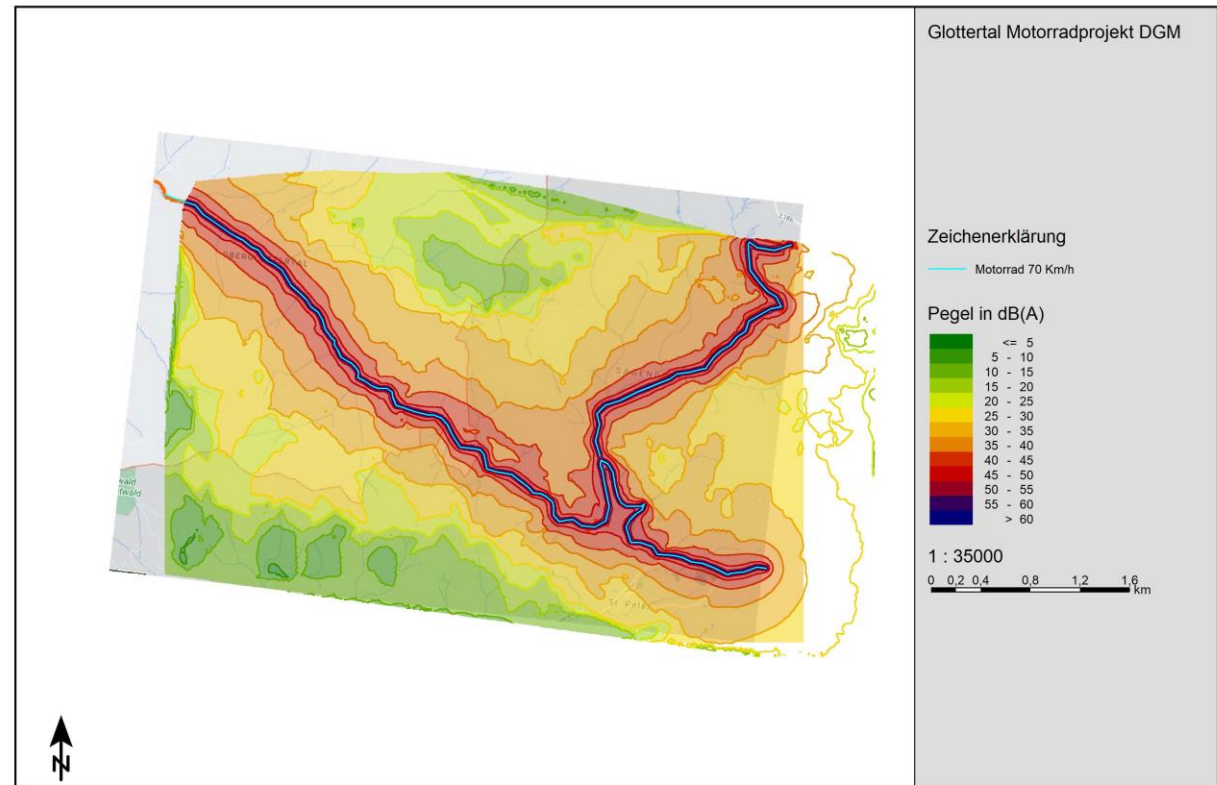 Glottertal Motorradprojekt DGM
Zeichenerklärung
Motorrad 70 Km/h
Pegel in dB(A)
<= 5
5 - 10
10 - 15
15 - 20
20 - 25
25 - 30
30 - 35
35 - 40
40 - 45
45 - 50
50 - 55
55 - 60
> 60
1 : 35000
0 0,2 0,4 0,8 1,2 1,6
km
St. Peter
N